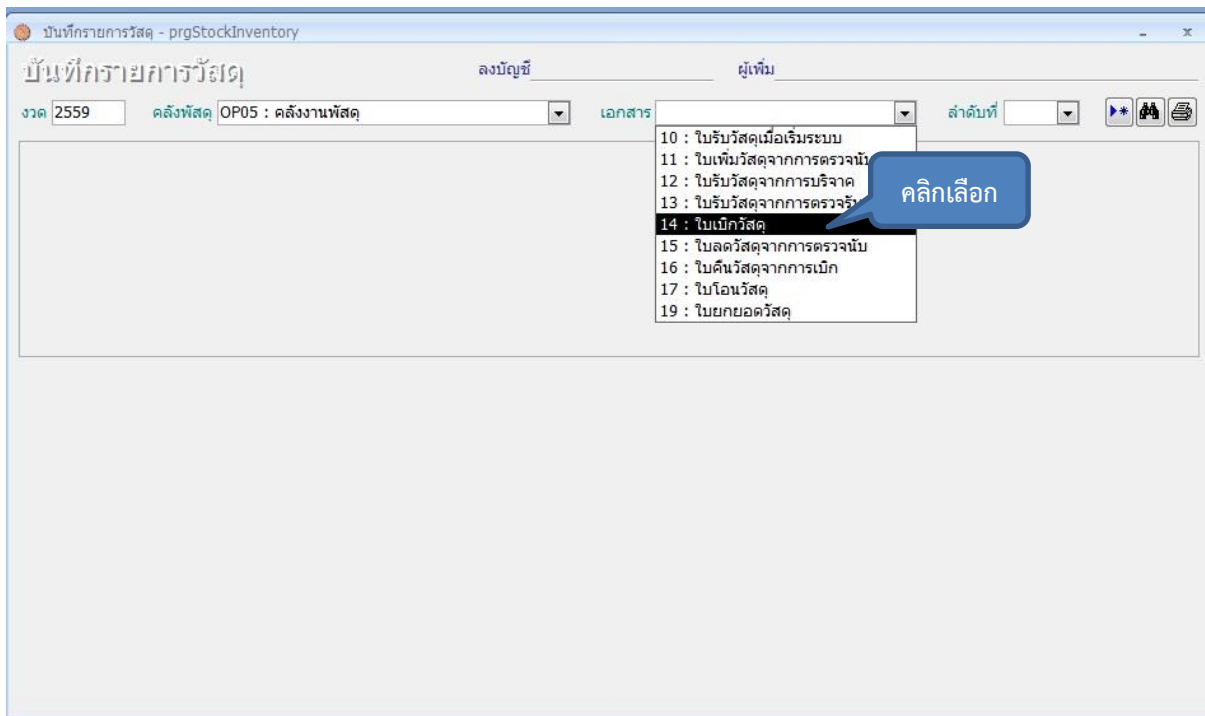 บันทึกรายการวัสดุ - prgStockInventory
บันทึกรายการวัสดุ ลงบัญชี ผู้เพิ่ม
งวด 2559 คลังพัสดุ OP05 : คลังงานพัสดุ เอกสาร ลำดับที่
10 : ใบรับวัสดุเมื่อเริ่มระบบ
11 : ใบเพิ่มวัสดุจากการตรวจนับ
12 : ใบรับวัสดุจากการบริจาค
13 : ใบรับวัสดุจากการตรวจรับ
คลิกเลือก
14 : ใบเบิกวัสดุ
15 : ใบลดวัสดุจากการตรวจนับ
16 : ใบคืนวัสดุจากการเบิก
17 : ใบโอนวัสดุ
19 : ใบยกยอดวัสดุ